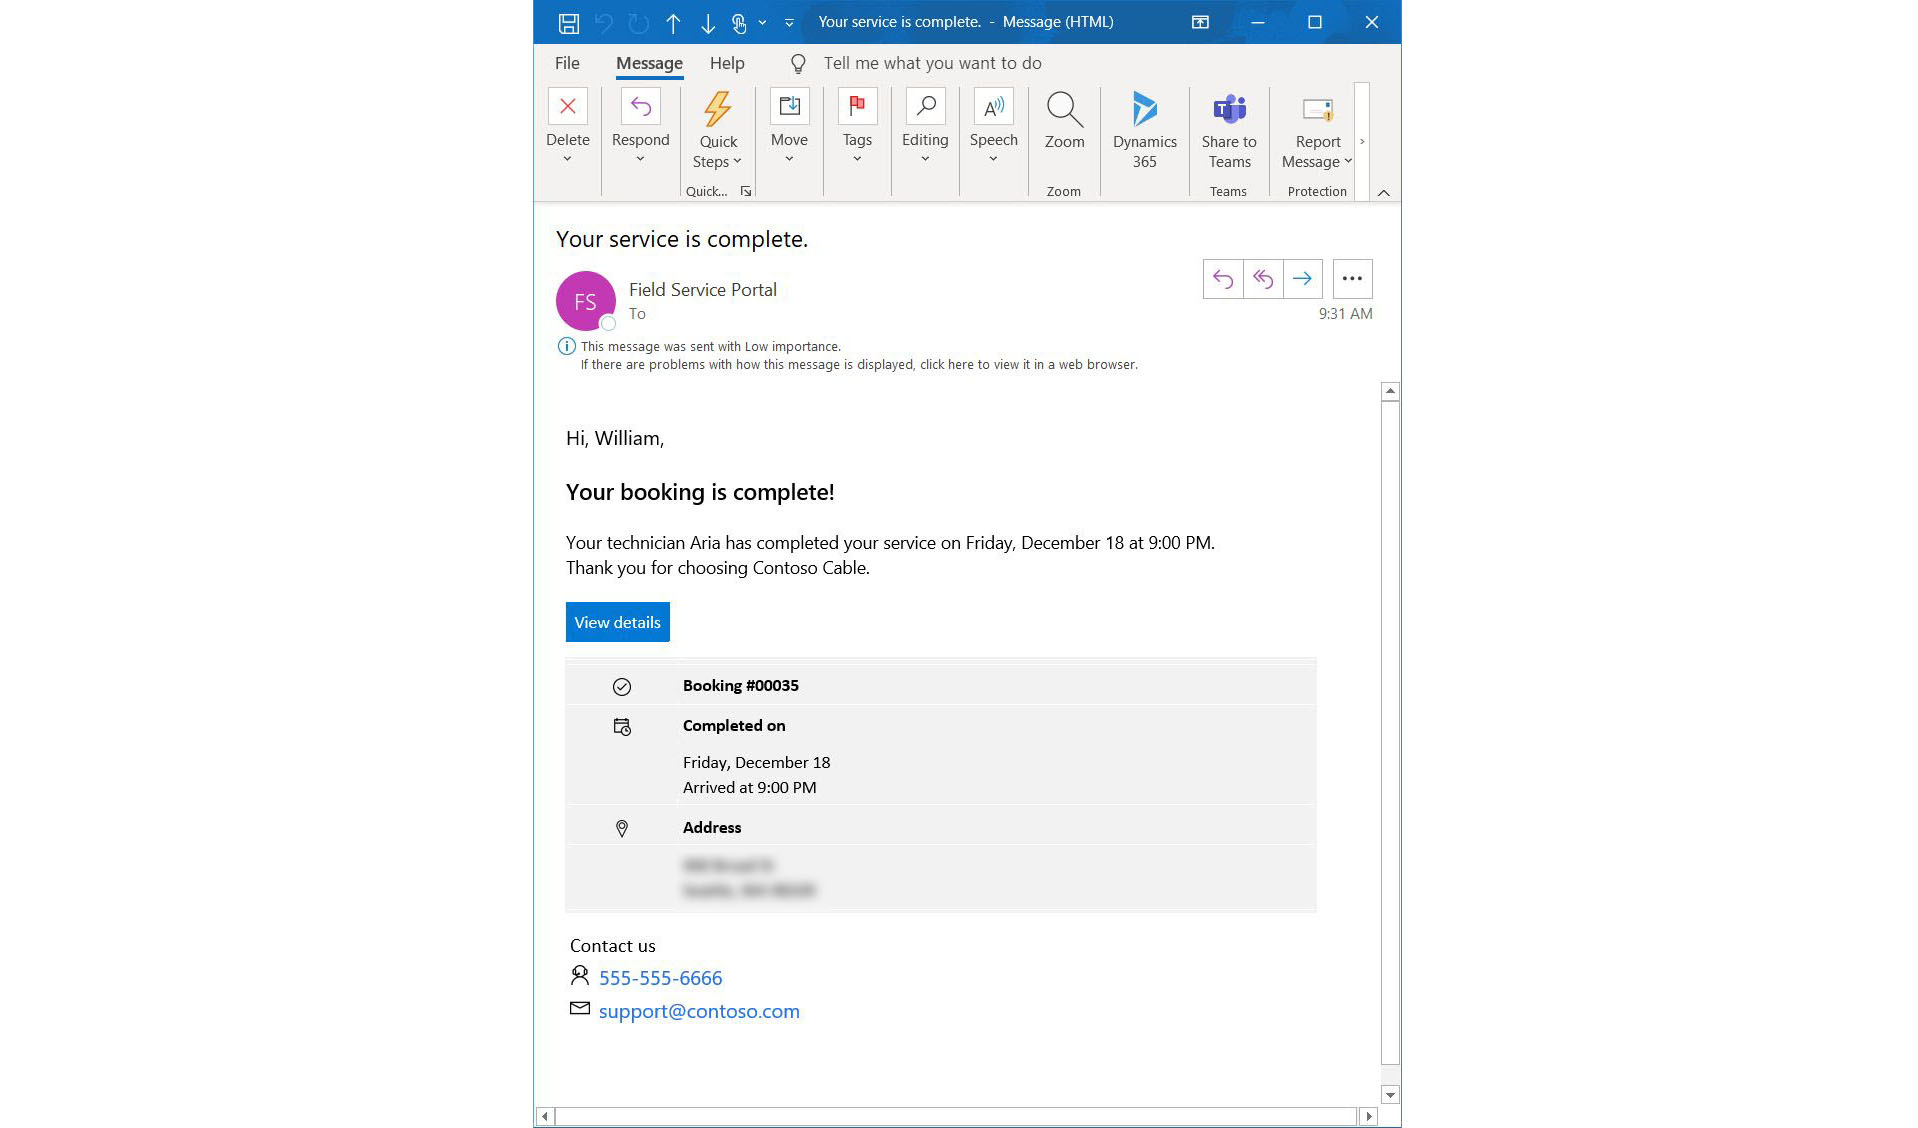 Your service is complete. - Message (HTML)
File Message Help Tell me what you want to do
Delete Respond Quick Steps Move Tags Editing Speech Zoom Dynamics 365 Share to Teams Report Message
Quick... Zoom Teams Protection
Your service is complete.
FS
Field Service Portal
To
9:31 AM
This message was sent with Low importance.
If there are problems with how this message is displayed, click here to view it in a web browser.
Hi, William,
Your booking is complete!
Your technician Aria has completed your service on Friday, December 18 at 9:00 PM.
Thank you for choosing Contoso Cable.
View details
Booking #00035
Completed on
Friday, December 18
Arrived at 9:00 PM
Address
Contact us
555-555-6666
support@contoso.com